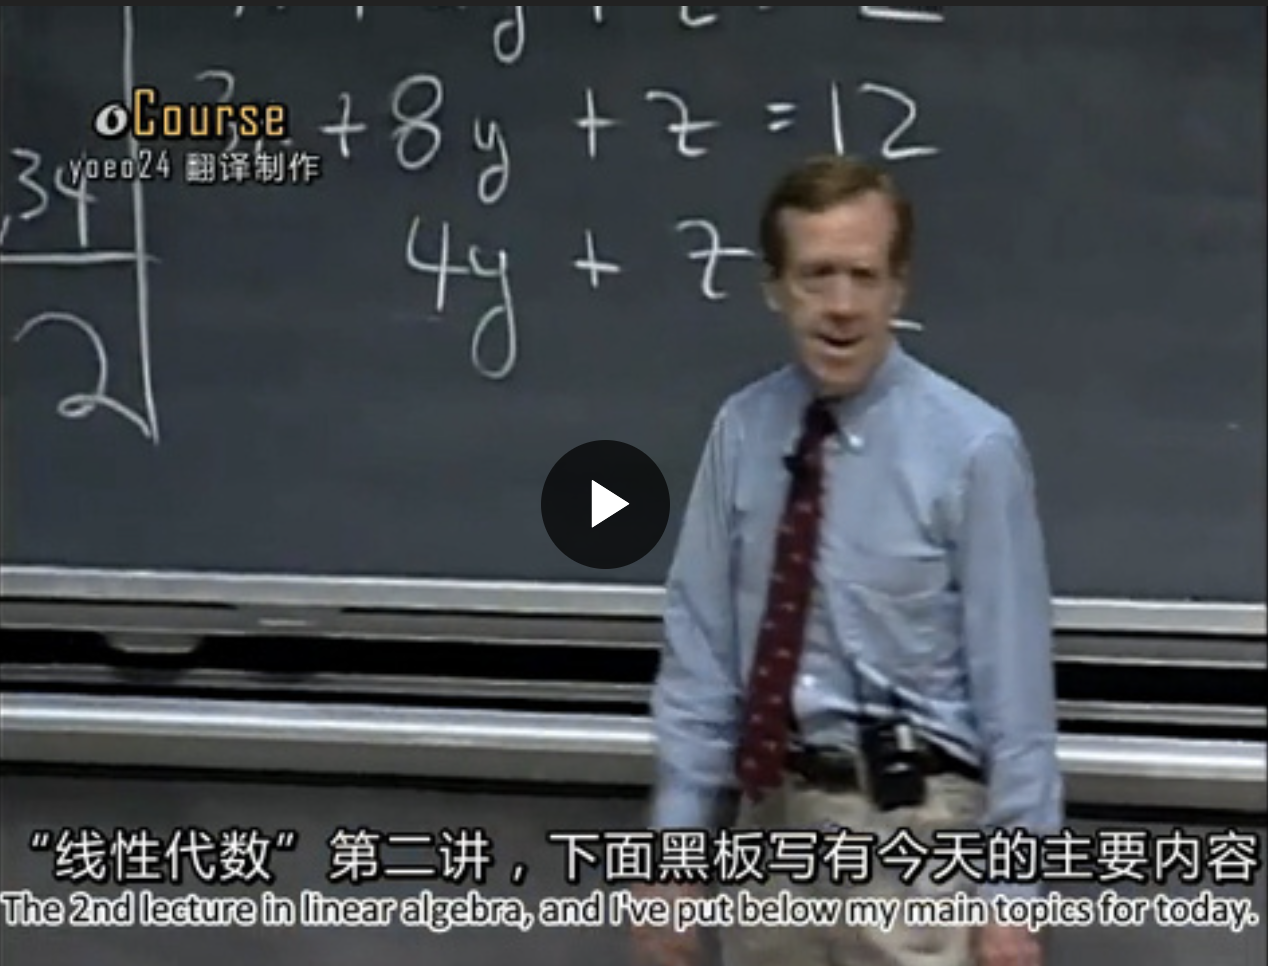 3x + 8y + z = 12
oCourse
yoeo24 翻译制作
34
4y + z
2
“线性代数”第二讲，下面黑板写有今天的主要内容
The 2nd lecture in linear algebra, and I've put below my main topics for today.